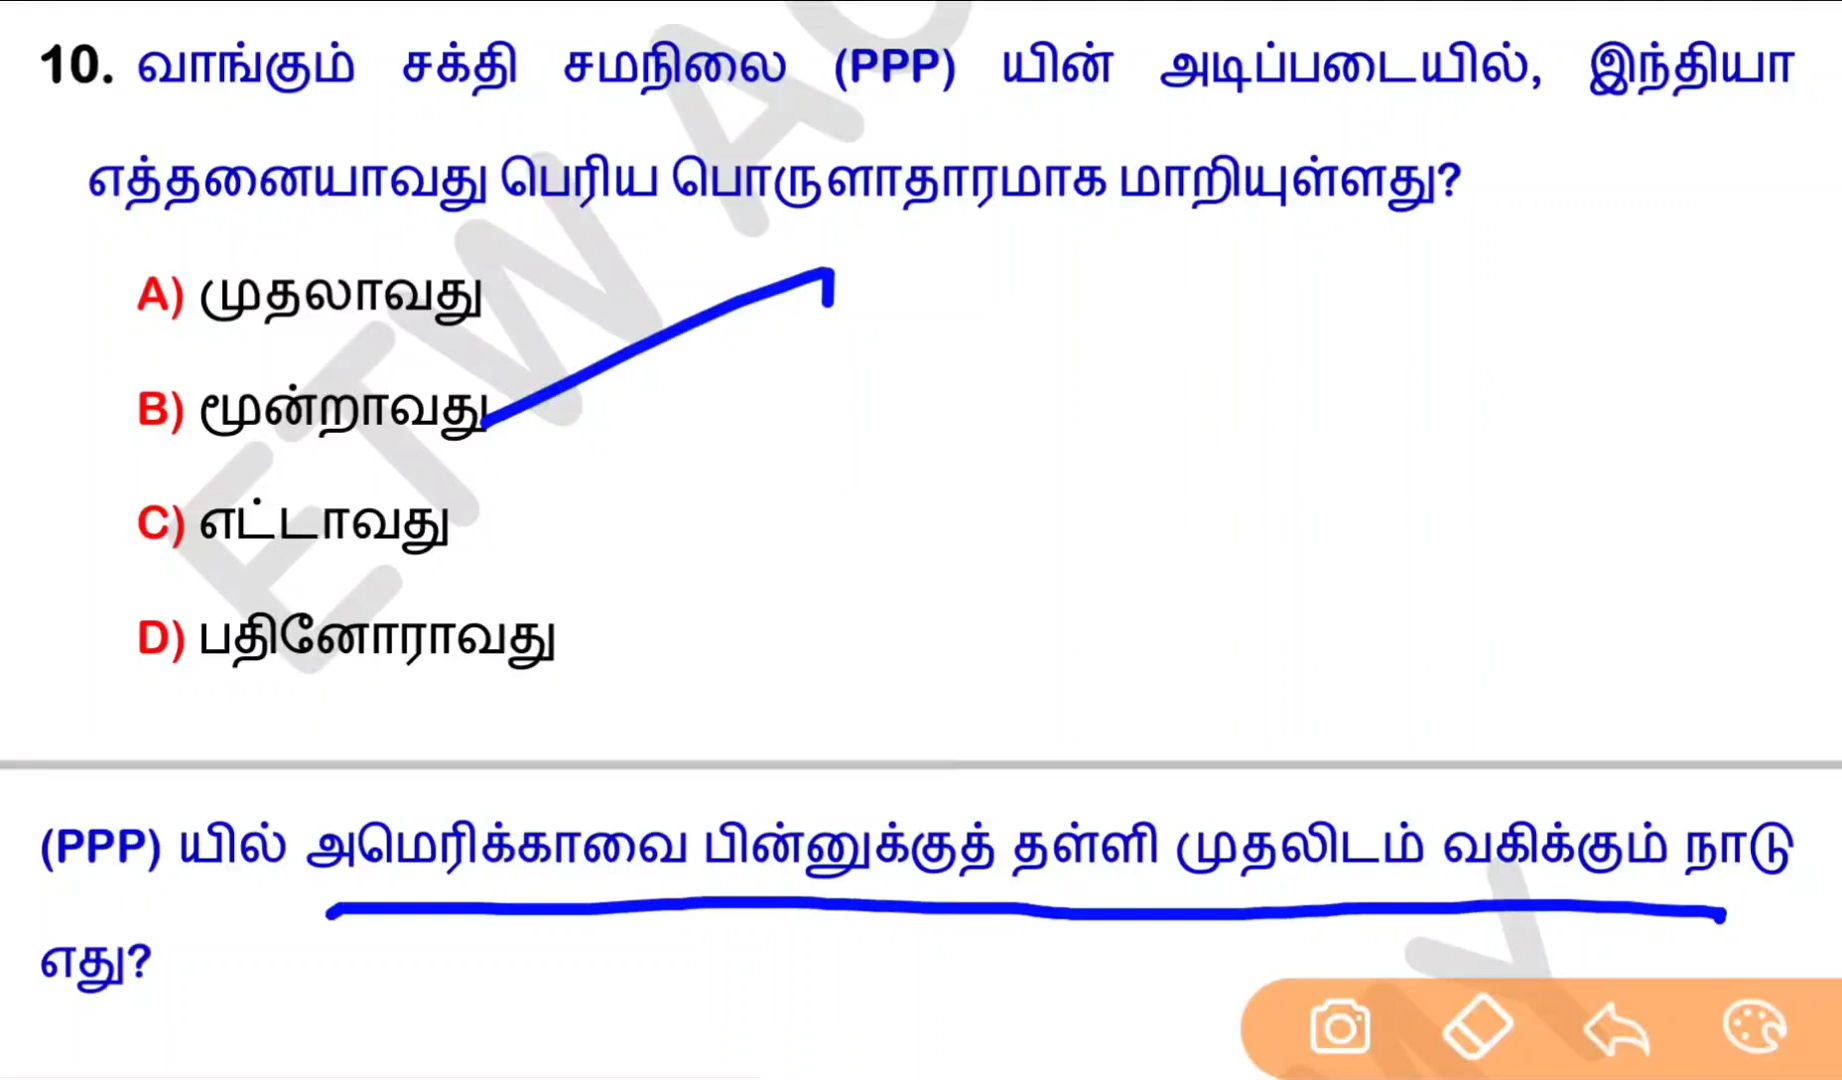 10. வாங்கும் சக்தி சமநிலை (PPP) யின் அடிப்படையில், இந்தியா
எத்தனையாவது பெரிய பொருளாதாரமாக மாறியுள்ளது?
A) முதலாவது
B) மூன்றாவது
C) எட்டாவது
D) பதினோராவது
(PPP) யில் அமெரிக்காவை பின்னுக்குத் தள்ளி முதலிடம் வகிக்கும் நாடு
எது?